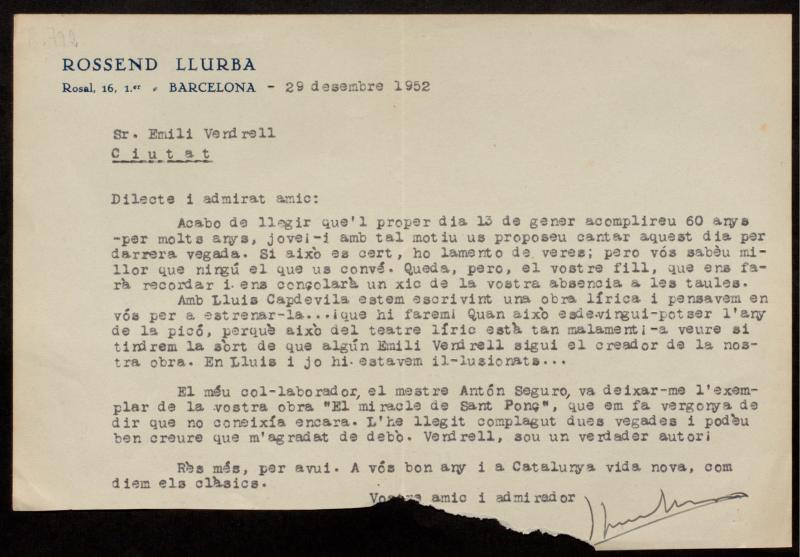 R. 792
ROSSEND LLURBA
Rosal, 16, 1.er • BARCELONA - 29 desembre 1952
Sr. Emili Vendrell
Ciutat
Dilecte i admirat amic:
Acabo de llegir que'l proper dia 13 de gener acomplireu 60 anys
-per molts anys, jove!-i amb tal motiu us proposeu cantar aquest dia per
darrera vegada. Si això es cert, ho lamento de veres; pero vós sabèu mi-
llor que ningú el que us convé. Queda, pero, el vostre fill, que ens fa-
rà recordar i ens conçolarà un xic de la vostra absencia a les taules.
Amb Lluis Capdevila estem escrivint una obra lírica i pensavem en
vós per a estrenar-la...¡que hi farem! Quan això esdevingui-potser l'any
de la picó, perquè això del teatre líric està tan malament!-a veure si
tindrem la sort de que algún Emili Vendrell sigui el creador de la nos-
tra obra. En Lluis i jo hi estavem il-lusionats...
El méu col-laborador, el mestre Antón Seguro, va deixar-me l'exem-
plar de la vostra obra "El miracle de Sant Ponç", que em fa vergonya de
dir que no coneixía encara. L'he llegit complagut dues vegades i podèu
ben creure que m'agradat de debò. Vendrell, sou un verdader autor!
Rès més, per avui. A vós bon any i a Catalunya vida nova, com
diem els clàsics.
Vostre amic i admirador